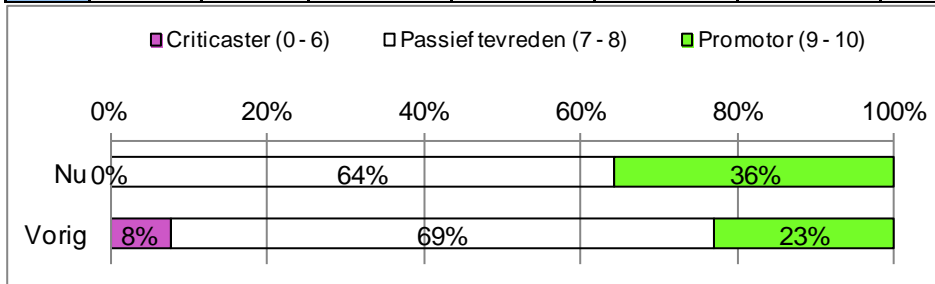 Criticaster (0 - 6) Passief tevreden (7 - 8) Promotor (9 - 10)
0% 20% 40% 60% 80% 100%
Nu 0% 64% 36%
Vorig 8% 69% 23%